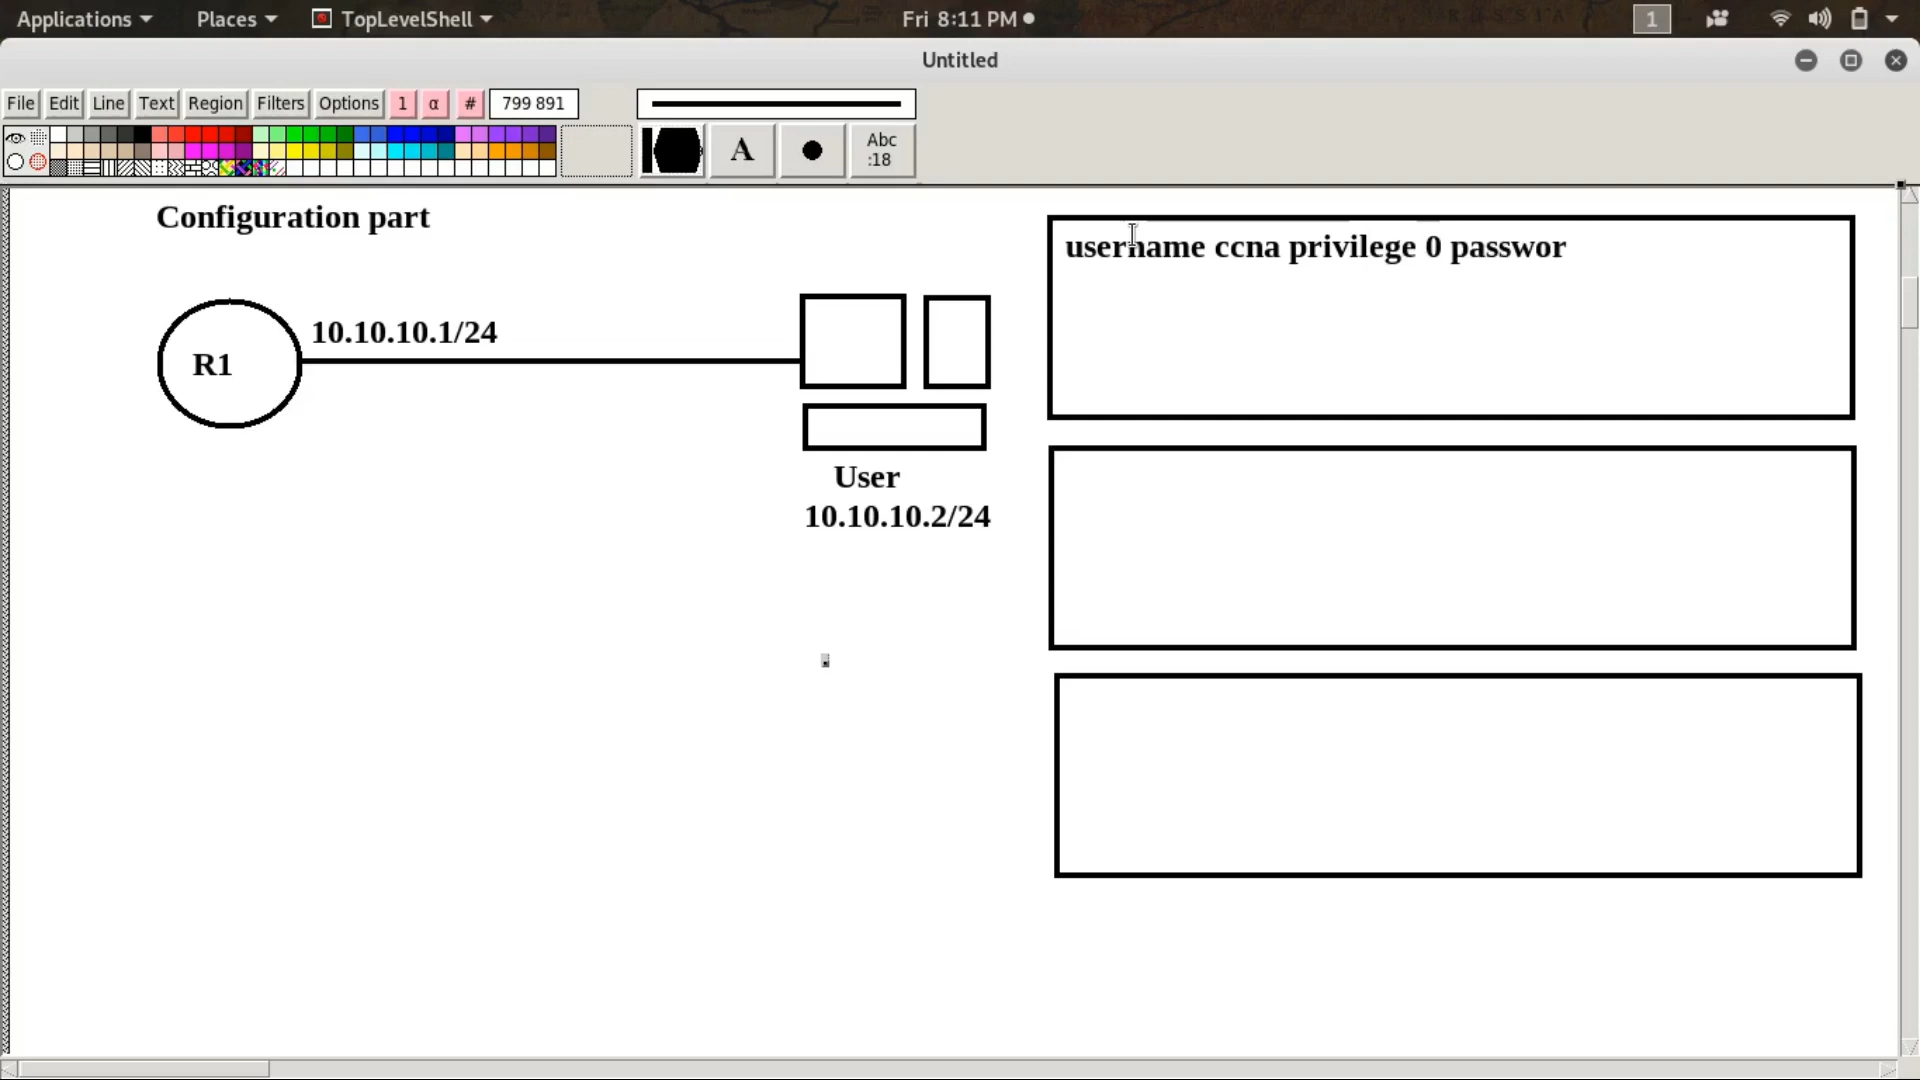 Applications Places TopLevelShell Fri 8:11 PM 1
Untitled
File Edit Line Text Region Filters Options 1 α # 799 891
A Abc
:18
Configuration part
username ccna privilege 0 passwor
10.10.10.1/24
R1
User
10.10.10.2/24